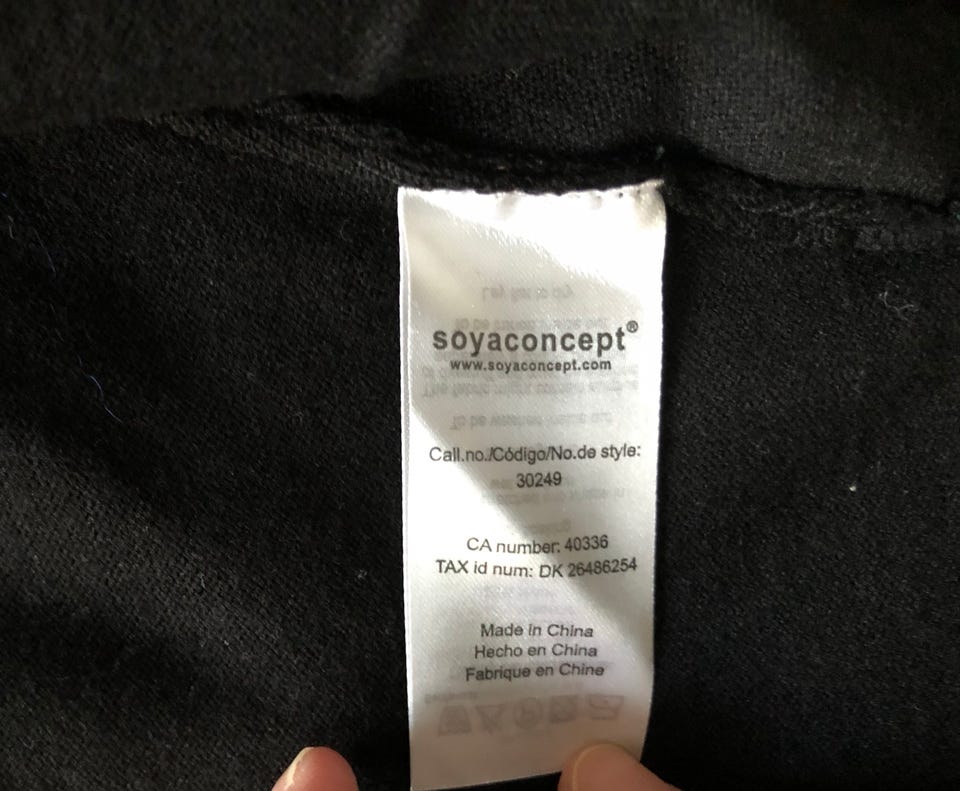 soyaconcept®
www.soyaconcept.com
Call.no./Código/No.de style:
30249
CA number: 40336
TAX id num: DK 26486254
Made in China
Hecho en China
Fabrique en Chine